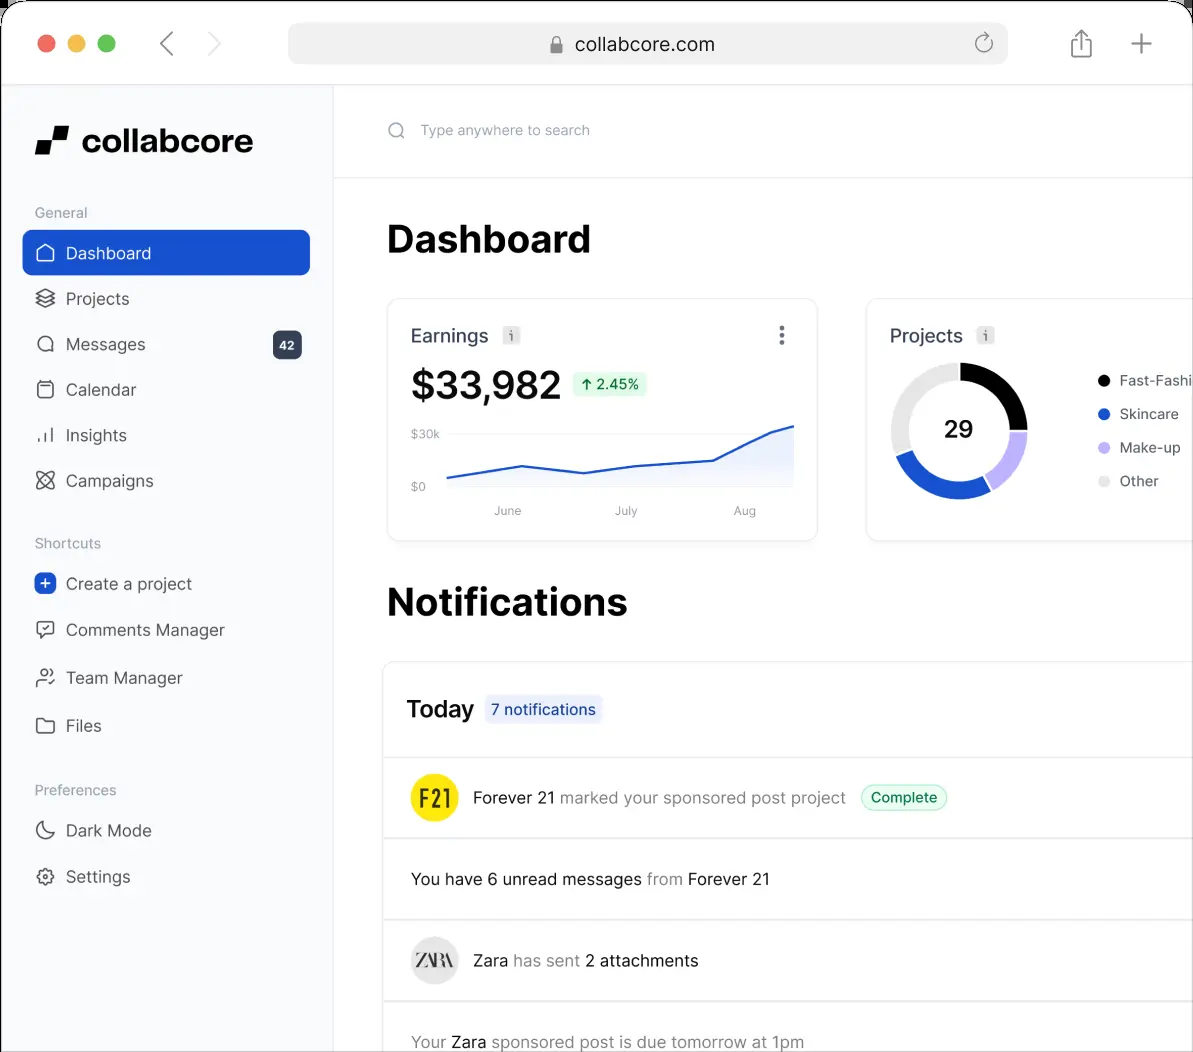 collabcore.com
collabcore
Type anywhere to search
General
Dashboard
Projects
Messages 42
Calendar
Insights
Campaigns
Shortcuts
Create a project
Comments Manager
Team Manager
Files
Preferences
Dark Mode
Settings
Dashboard
Earnings i
$33,982 2.45%
$30k
$0
June July Aug
Projects i
29
Fast-Fashi
Skincare
Make-up
Other
Notifications
Today 7 notifications
F21 Forever 21 marked your sponsored post project Complete
You have 6 unread messages from Forever 21
ZARA Zara has sent 2 attachments
Your Zara sponsored post is due tomorrow at 1pm